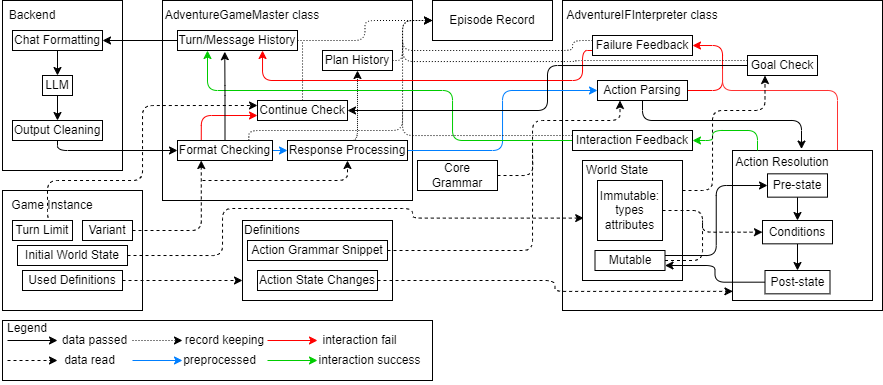 Backend
Chat Formatting
LLM
Output Cleaning
AdventureGameMaster class
Turn/Message History
Plan History
Continue Check
Format Checking
Response Processing
Episode Record
Core
Grammar
AdventureIFInterpreter class
Failure Feedback
Goal Check
Action Parsing
Interaction Feedback
World State
Immutable:
types
attributes
Mutable
Action Resolution
Pre-state
Conditions
Post-state
Game Instance
Turn Limit
Variant
Initial World State
Used Definitions
Definitions
Action Grammar Snippet
Action State Changes
Legend
data passed
record keeping
interaction fail
data read
preprocessed
interaction success